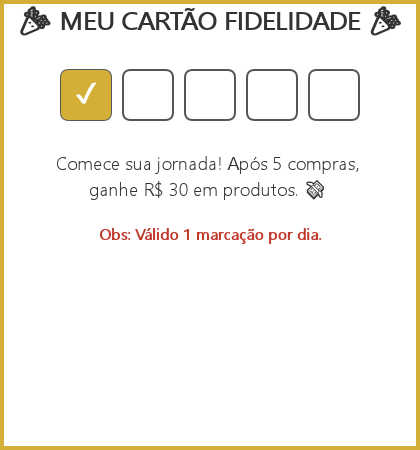 🎉 MEU CARTÃO FIDELIDADE 🎉
✓
Comece sua jornada! Após 5 compras,
ganhe R$ 30 em produtos. 💸
Obs: Válido 1 marcação por dia.